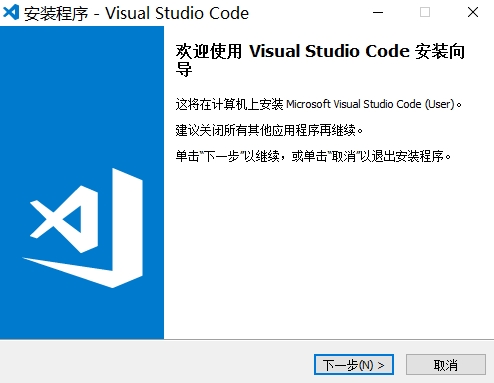 安装程序 - Visual Studio Code
欢迎使用 Visual Studio Code 安装向
导
这将在计算机上安装 Microsoft Visual Studio Code (User)。
建议关闭所有其他应用程序再继续。
单击“下一步”以继续，或单击“取消”以退出安装程序。
下一步(N) >
取消